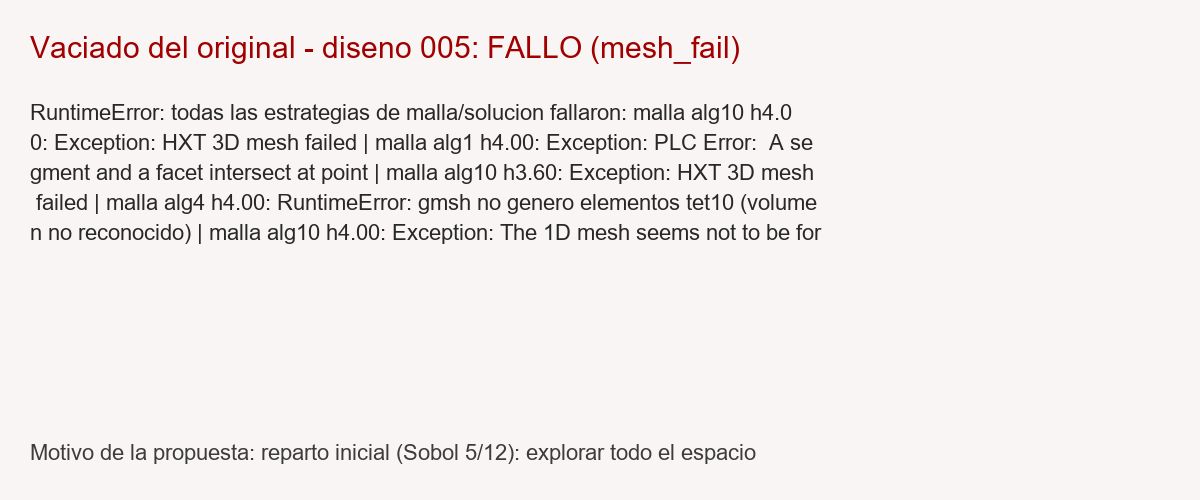 Vaciado del original - diseno 005: FALLO (mesh_fail)
RuntimeError: todas las estrategias de malla/solucion fallaron: malla alg10 h4.0
0: Exception: HXT 3D mesh failed | malla alg1 h4.00: Exception: PLC Error:  A se
gment and a facet intersect at point | malla alg10 h3.60: Exception: HXT 3D mesh
 failed | malla alg4 h4.00: RuntimeError: gmsh no genero elementos tet10 (volume
n no reconocido) | malla alg10 h4.00: Exception: The 1D mesh seems not to be for
Motivo de la propuesta: reparto inicial (Sobol 5/12): explorar todo el espacio